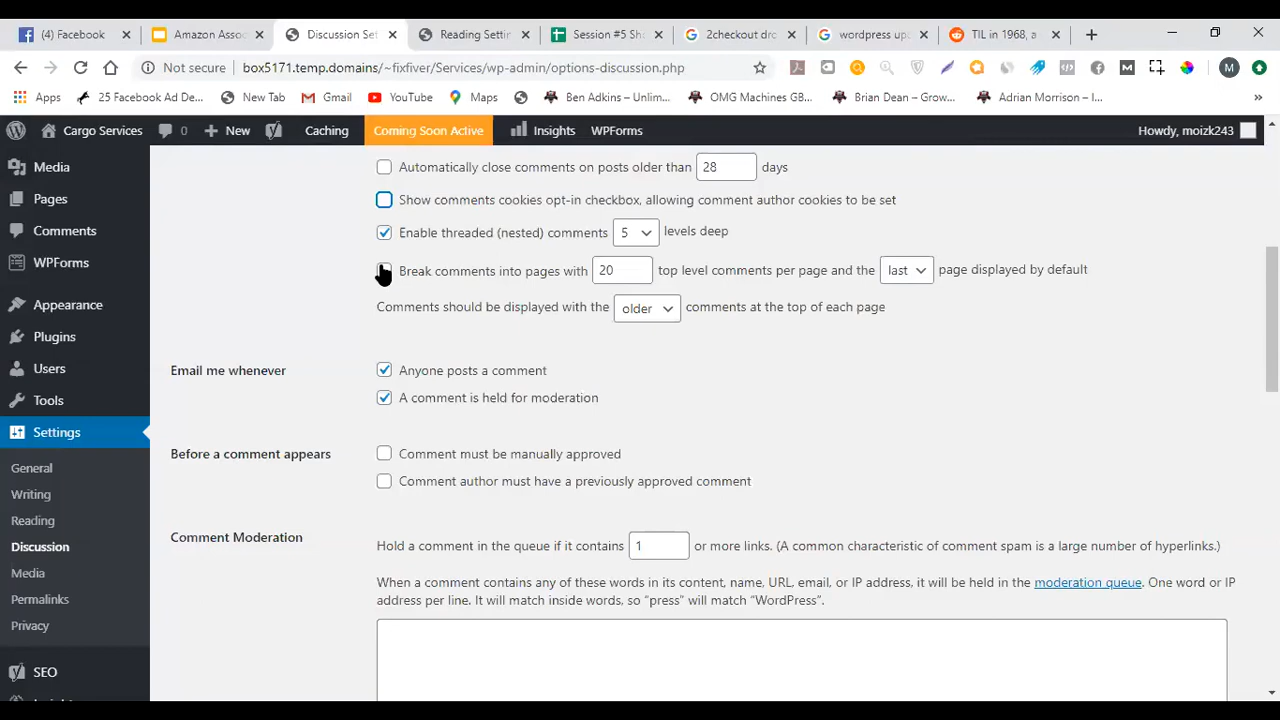 (4) Facebook
Amazon Assoc
Discussion Set
Reading Settin
Session #5 Sh
2checkout dro
wordpress up
TIL in 1968, a
Not secure
box5171.temp.domains/~fixfiver/Services/wp-admin/options-discussion.php
M
Apps
25 Facebook Ad De...
New Tab
Gmail
YouTube
Maps
Ben Adkins – Unlim...
OMG Machines GB...
Brian Dean – Grow...
Adrian Morrison – I...
»
Cargo Services
0
New
Caching
Coming Soon Active
Insights
WPForms
Howdy, moizk243
Media
Pages
Comments
WPForms
Appearance
Plugins
Users
Tools
Settings
General
Writing
Reading
Discussion
Media
Permalinks
Privacy
SEO
Automatically close comments on posts older than 28 days
Show comments cookies opt-in checkbox, allowing comment author cookies to be set
Enable threaded (nested) comments 5 levels deep
Break comments into pages with 20 top level comments per page and the last page displayed by default
Comments should be displayed with the older comments at the top of each page
Email me whenever
Anyone posts a comment
A comment is held for moderation
Before a comment appears
Comment must be manually approved
Comment author must have a previously approved comment
Comment Moderation
Hold a comment in the queue if it contains 1 or more links. (A common characteristic of comment spam is a large number of hyperlinks.)
When a comment contains any of these words in its content, name, URL, email, or IP address, it will be held in the moderation queue. One word or IP
address per line. It will match inside words, so “press” will match “WordPress”.